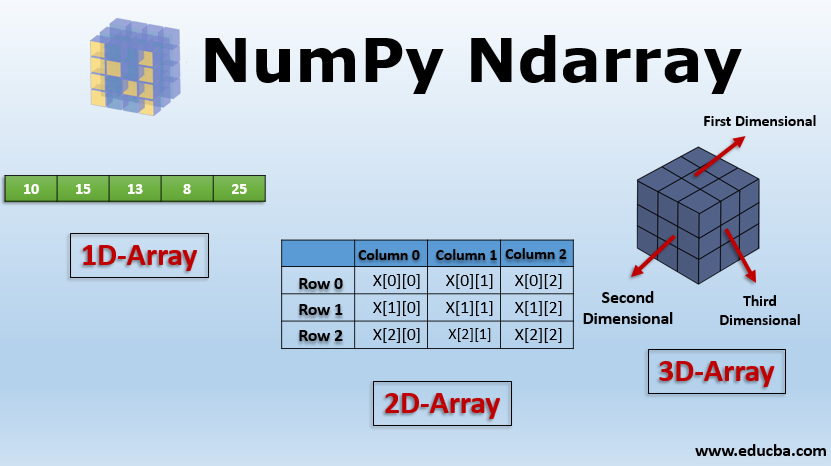 NumPy Ndarray
First Dimensional
10 15 13 8 25
1D-Array
Column 0 Column 1 Column 2
Row 0 X[0][0] X[0][1] X[0][2]
Row 1 X[1][0] X[1][1] X[1][2]
Row 2 X[2][0] X[2][1] X[2][2]
Second
Dimensional
Third
Dimensional
2D-Array
3D-Array
www.educba.com